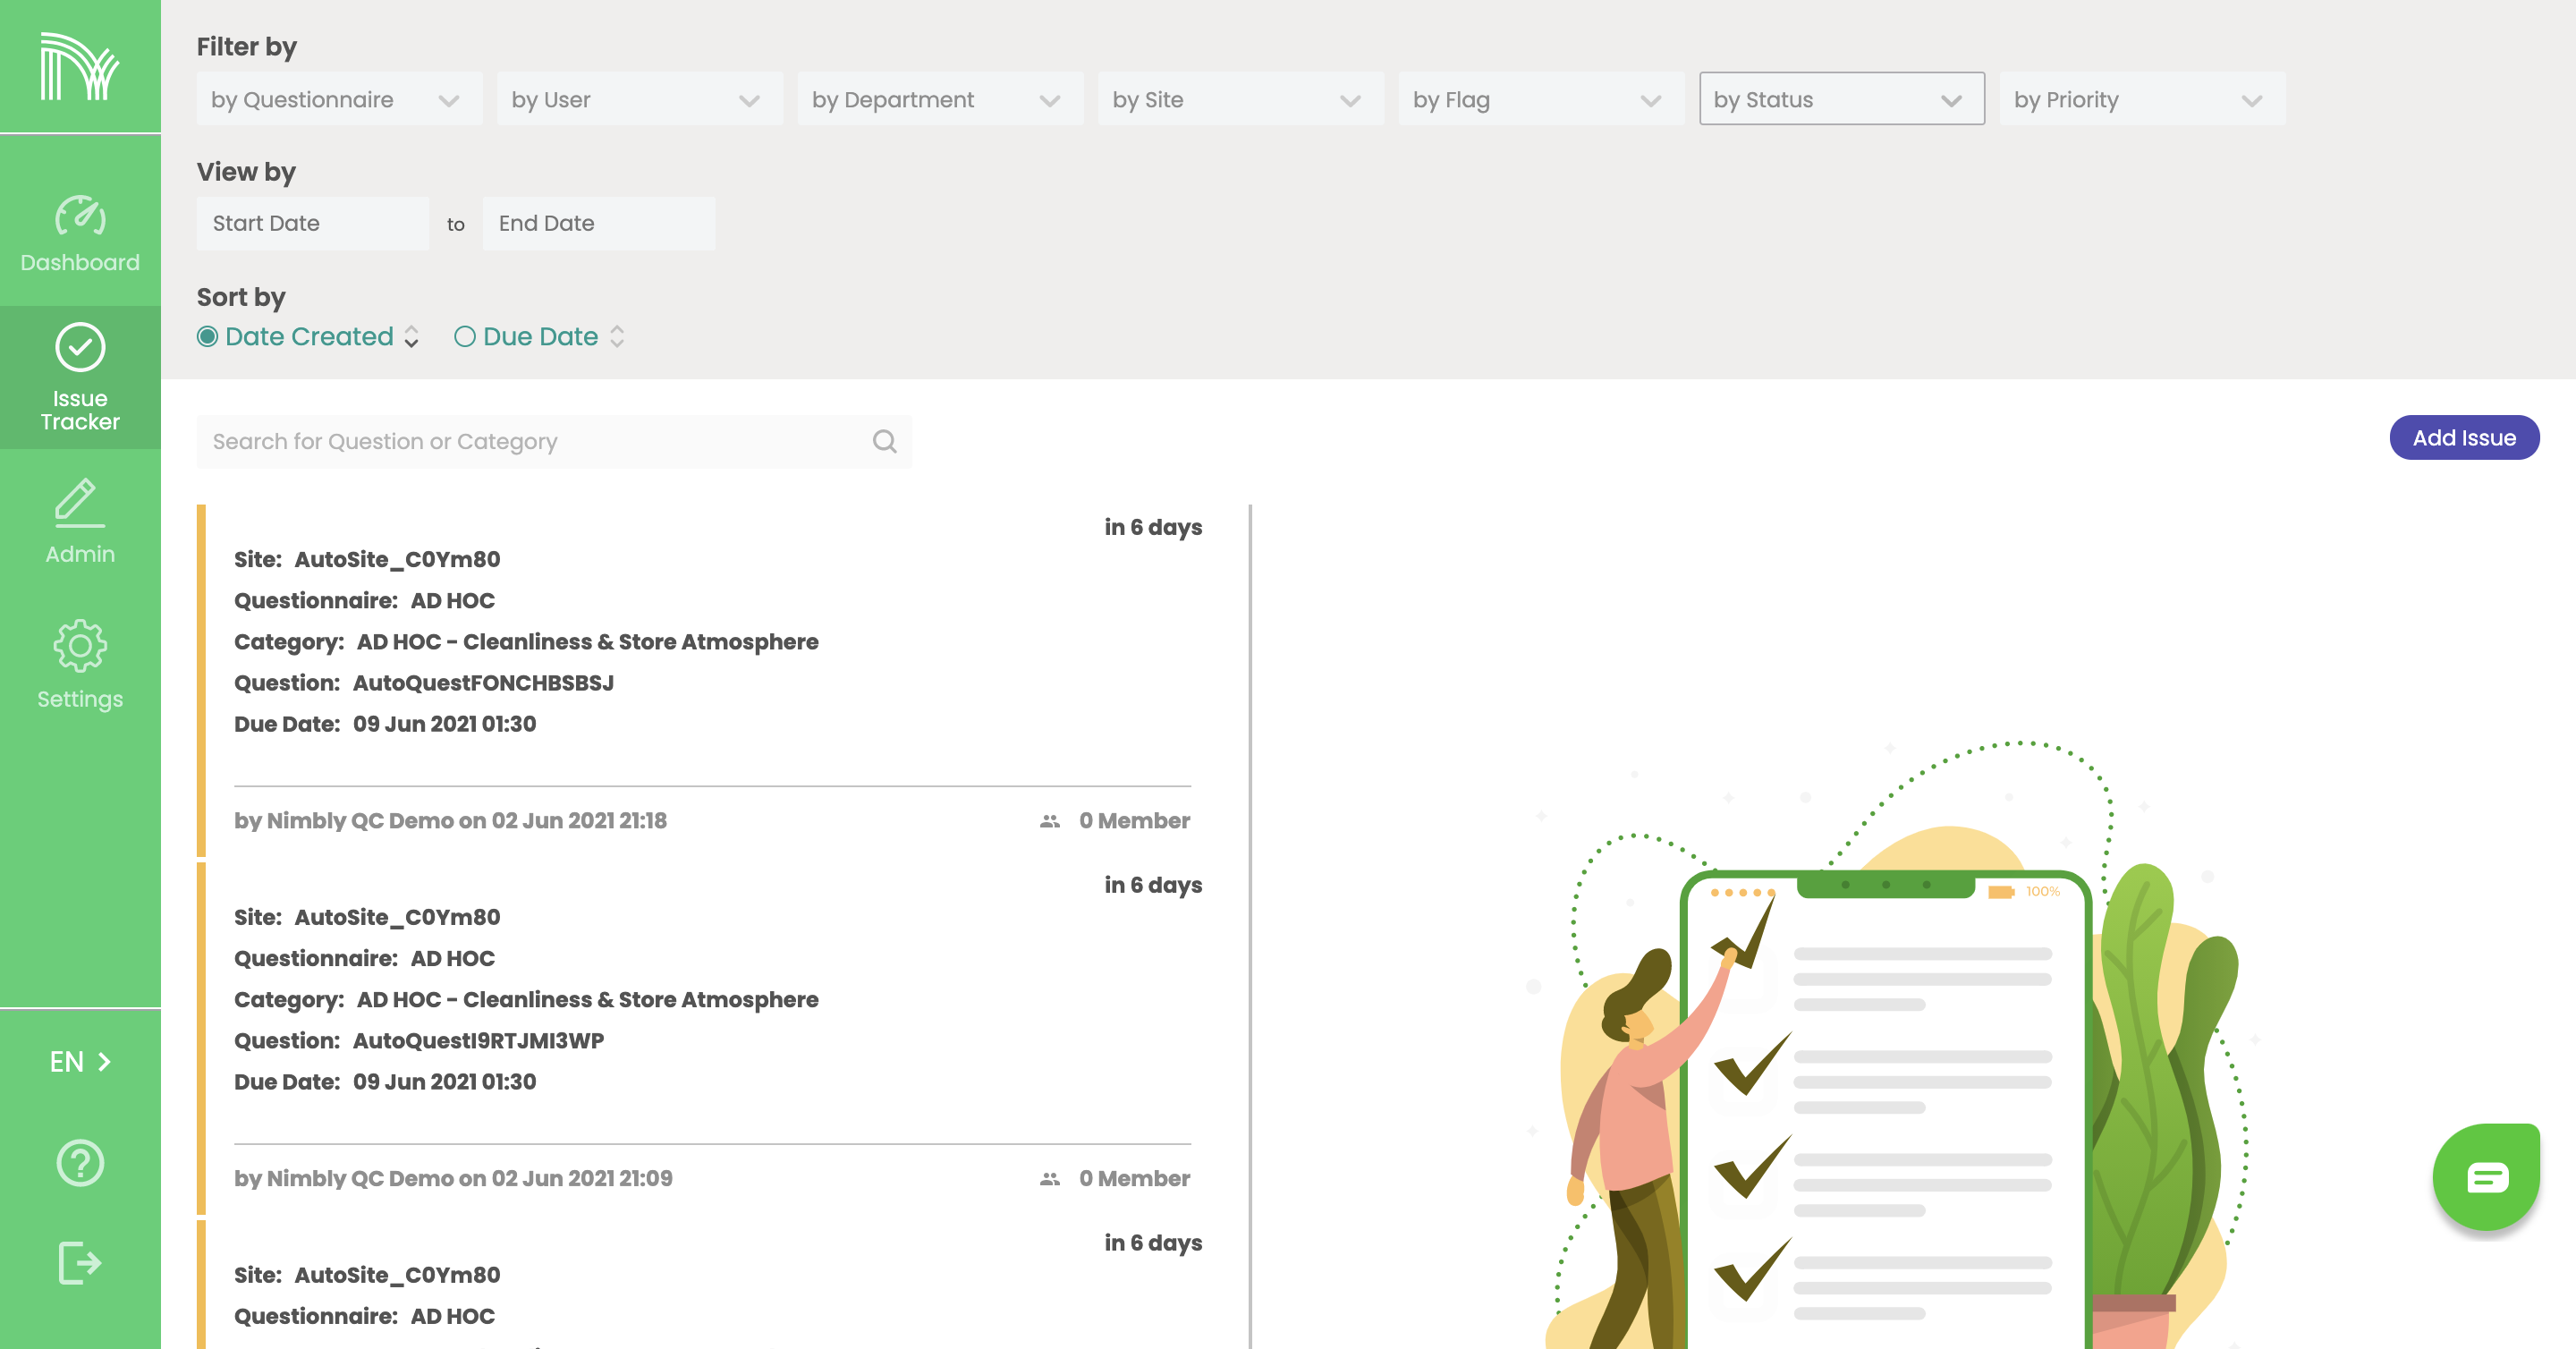 Filter by
by Questionnaire by User by Department by Site by Flag by Status by Priority
View by
Start Date to End Date
Sort by
Date Created Due Date
Dashboard
Issue
Tracker
Admin
Settings
EN
Search for Question or Category
Add Issue
in 6 days
Site: AutoSite_C0Ym80
Questionnaire: AD HOC
Category: AD HOC - Cleanliness & Store Atmosphere
Question: AutoQuestFONCHBSBSJ
Due Date: 09 Jun 2021 01:30
by Nimbly QC Demo on 02 Jun 2021 21:18 0 Member
in 6 days
Site: AutoSite_C0Ym80
Questionnaire: AD HOC
Category: AD HOC - Cleanliness & Store Atmosphere
Question: AutoQuestI9RTJMI3WP
Due Date: 09 Jun 2021 01:30
by Nimbly QC Demo on 02 Jun 2021 21:09 0 Member
in 6 days
Site: AutoSite_C0Ym80
Questionnaire: AD HOC
100%